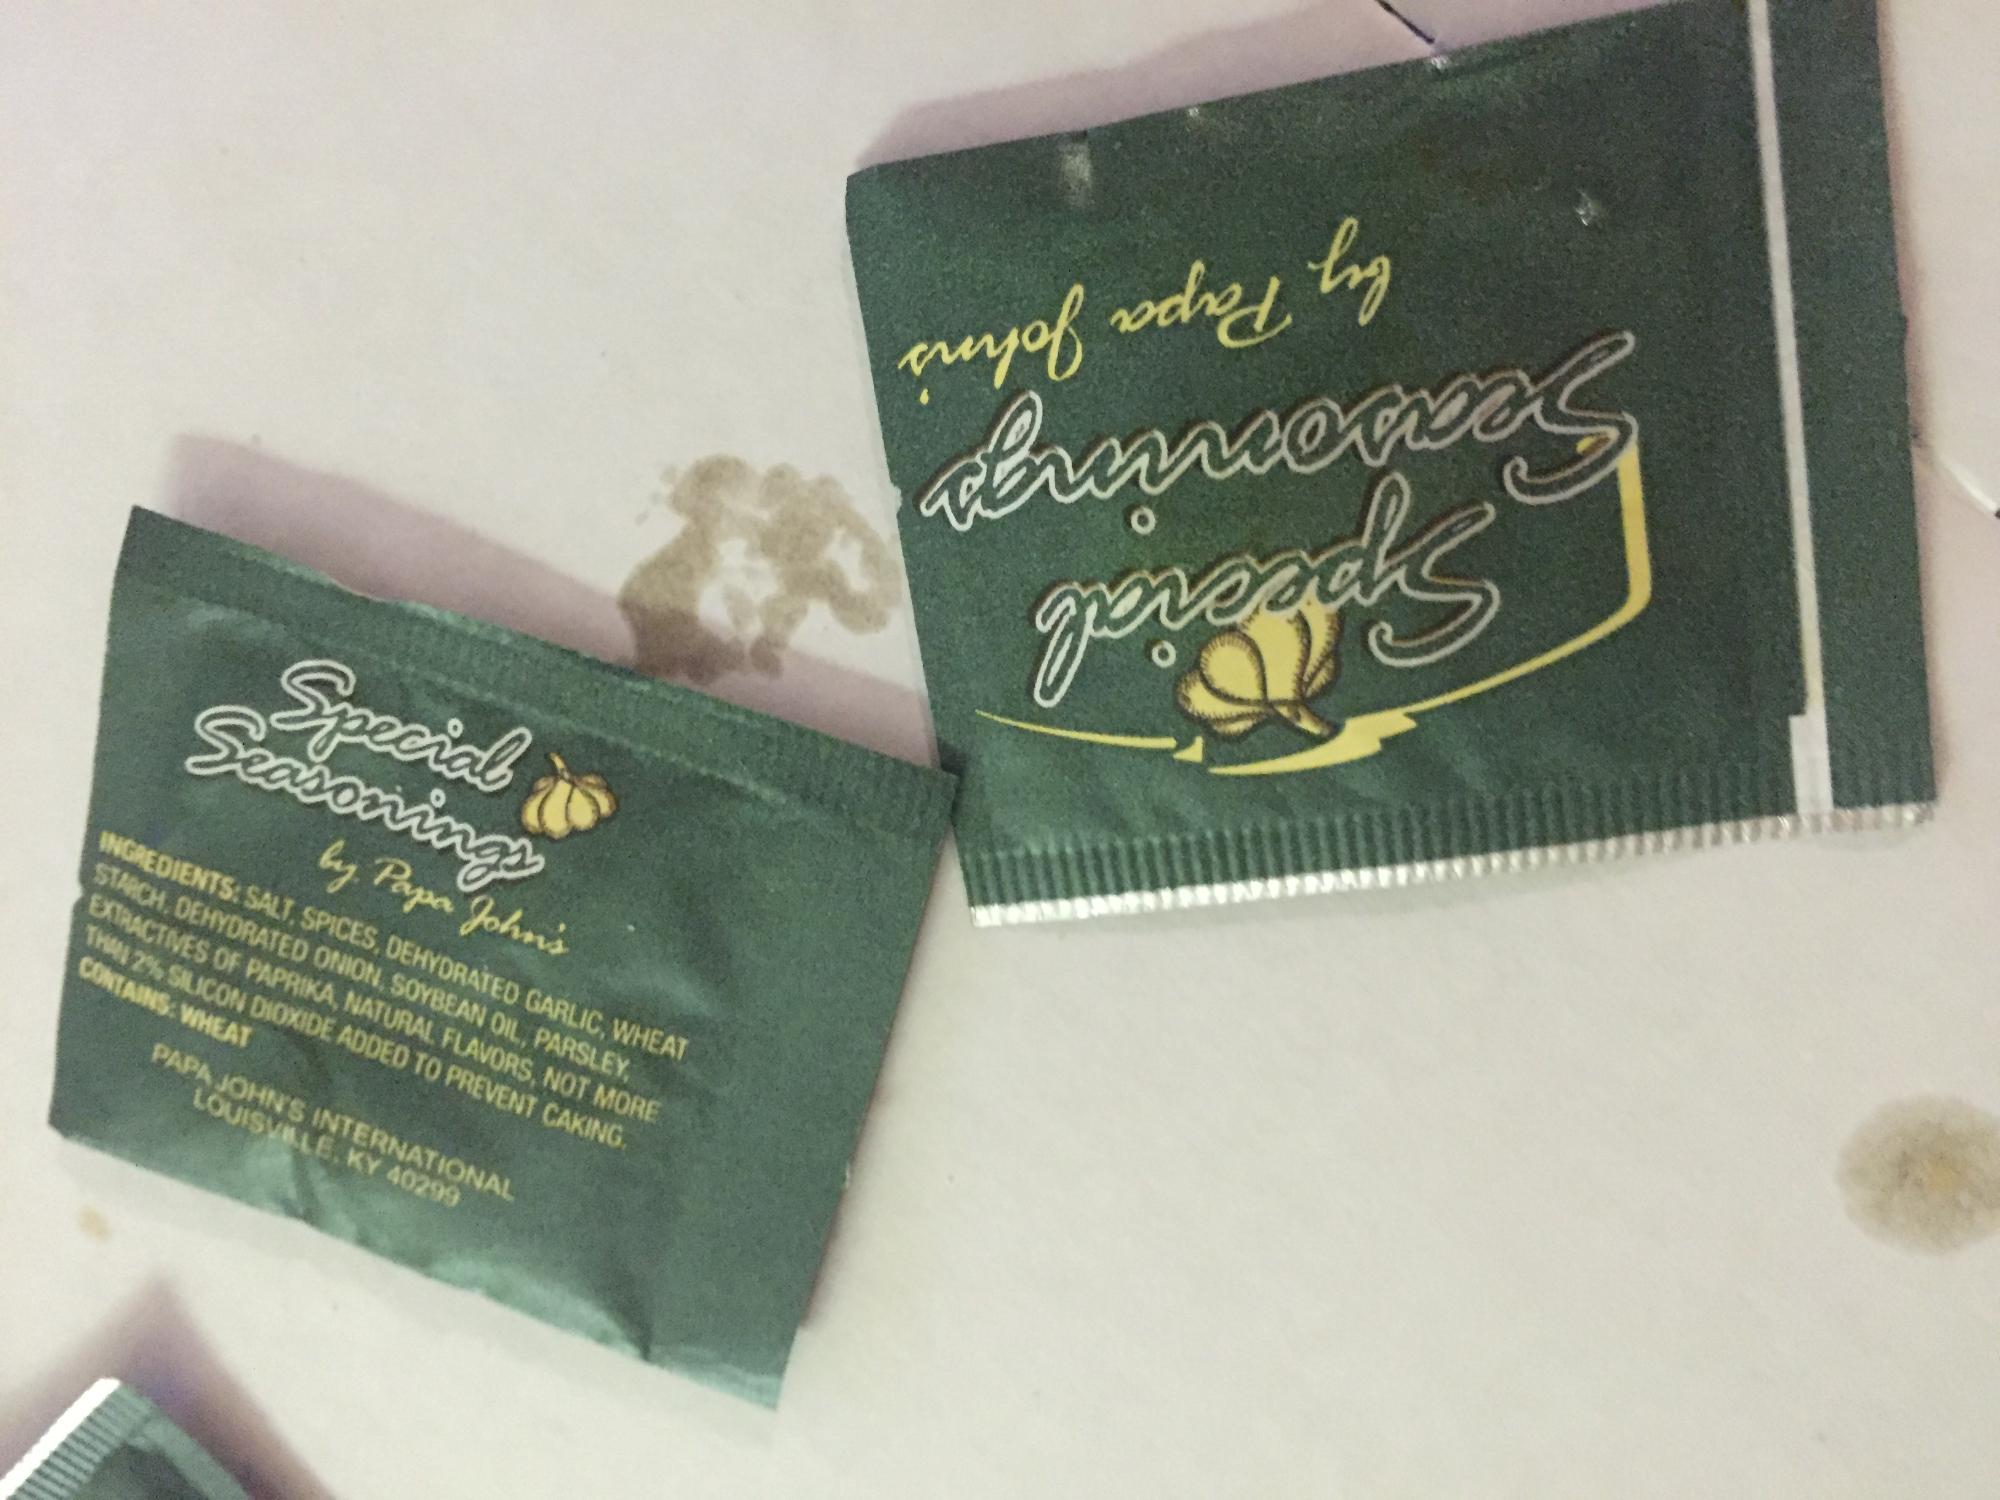 Special
Seasonings
by Papa John's
INGREDIENTS: SALT, SPICES, DEHYDRATED GARLIC, WHEAT
STARCH, DEHYDRATED ONION, SOYBEAN OIL, PARSLEY,
EXTRACTIVES OF PAPRIKA, NATURAL FLAVORS, NOT MORE
THAN 2% SILICON DIOXIDE ADDED TO PREVENT CAKING.
CONTAINS: WHEAT
PAPA JOHN'S INTERNATIONAL
LOUISVILLE, KY 40299
Special
Seasonings
by Papa John's